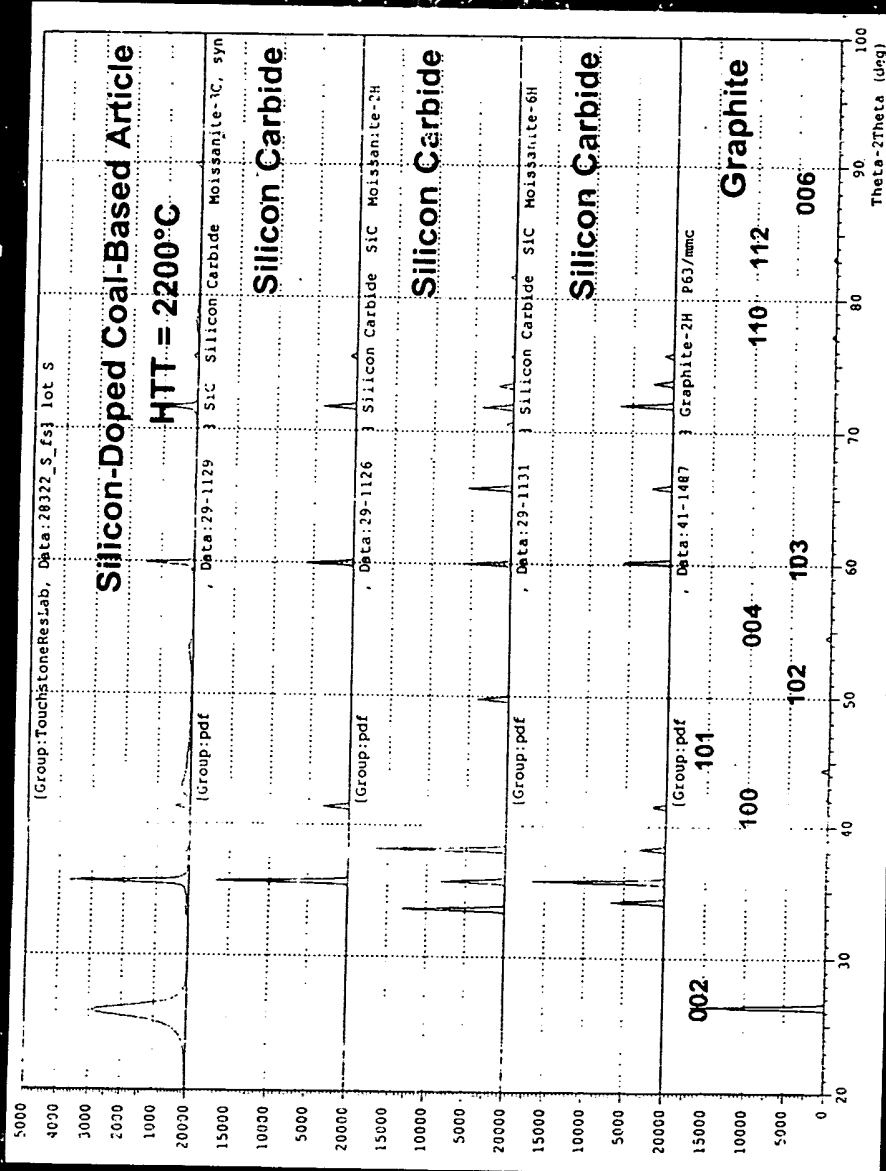 [Group:TouchstoneResLab, Data:28322_S_fs] lot S
Silicon-Doped Coal-Based Article
HTT = 2200°C
5000
4000
3000
2000
1000
[Group:pdf , Data:29-1129 ] SiC Silicon Carbide Moissanite-3C, syn
Silicon Carbide
20000
15000
10000
5000
[Group:pdf , Data:29-1126 ] Silicon Carbide SiC Moissanite-2H
Silicon Carbide
20000
15000
10000
5000
[Group:pdf , Data:29-1131 ] Silicon Carbide SiC Moissanite-6H
Silicon Carbide
20000
15000
10000
5000
[Group:pdf , Data:41-1487 ] Graphite-2H P63/mmc
Graphite
20000
15000
10000
5000
0
002
100
101
102
004
103
110
112
006
20 30 40 50 60 70 80 90 100
Theta-2Theta (deg)